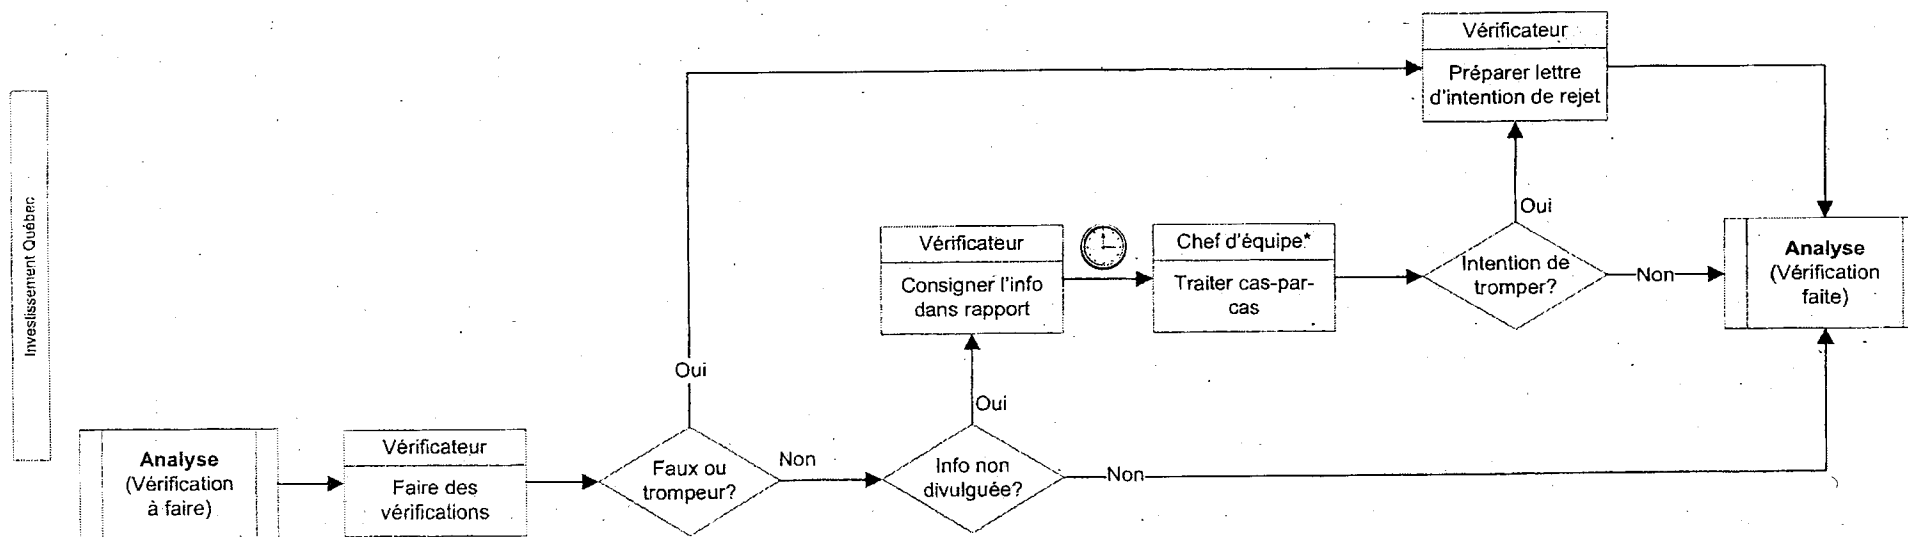 Vérificateur
Préparer lettre
d'intention de rejet
Investissement Québec
Oui
Vérificateur
Consigner l'info
dans rapport
Chef d'équipe*
Traiter cas-par-
cas
Intention de
tromper?
Non
Analyse
(Vérification
faite)
Oui
Oui
Analyse
(Vérification
à faire)
Vérificateur
Faire des
vérifications
Faux ou
trompeur?
Non
Info non
divulguée?
Non